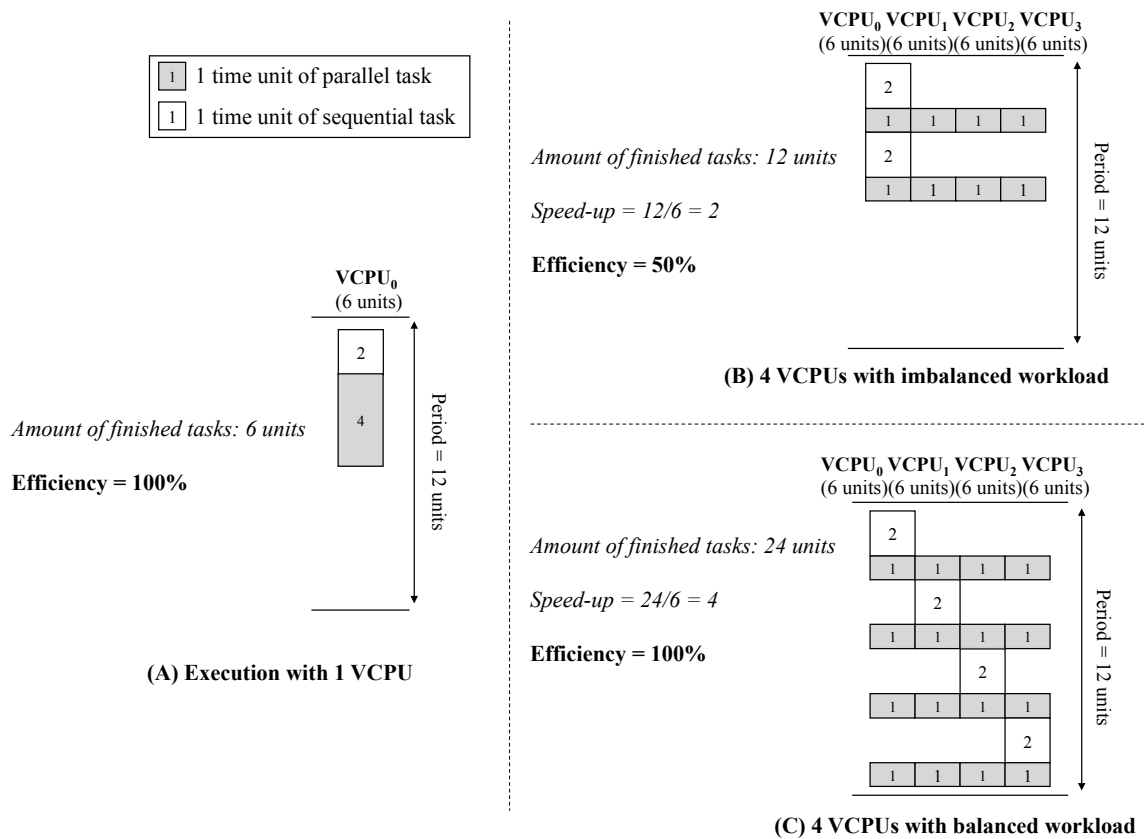 1 1 time unit of parallel task
1 1 time unit of sequential task
VCPU₀
(6 units)
2
4
Period = 12 units
Amount of finished tasks: 6 units
Efficiency = 100%
(A) Execution with 1 VCPU
VCPU₀ VCPU₁ VCPU₂ VCPU₃
(6 units)(6 units)(6 units)(6 units)
2
1 1 1 1
2
1 1 1 1
Period = 12 units
Amount of finished tasks: 12 units
Speed-up = 12/6 = 2
Efficiency = 50%
(B) 4 VCPUs with imbalanced workload
VCPU₀ VCPU₁ VCPU₂ VCPU₃
(6 units)(6 units)(6 units)(6 units)
2
1 1 1 1
2
1 1 1 1
2
1 1 1 1
2
1 1 1 1
Period = 12 units
Amount of finished tasks: 24 units
Speed-up = 24/6 = 4
Efficiency = 100%
(C) 4 VCPUs with balanced workload